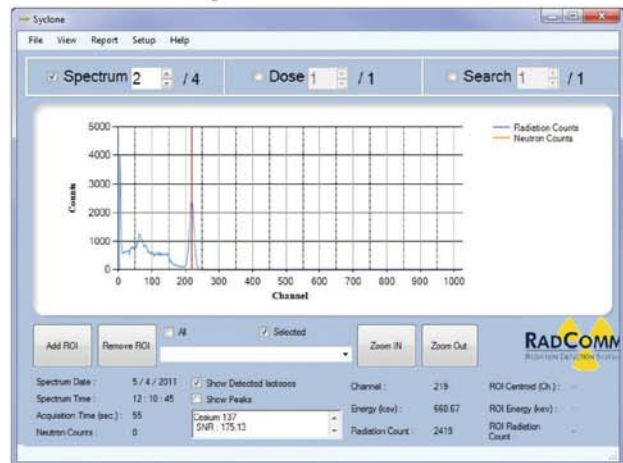 Syclone
File View Report Setup Help
Spectrum 2 / 4 Dose 1 / 1 Search 1 / 1
5000
4000
3000
2000
1000
0
Counts
0 100 200 300 400 500 600 700 800 900 1000
Channel
Radiation Counts
Neutron Counts
Add ROI Remove ROI All Selected Zoom IN Zoom Out
RADCOMM
Spectrum Date : 5 / 4 / 2011 Show Detected Isotopes Channel : 219 ROI Centroid (Ch.) : -
Spectrum Time : 12 : 10 : 45 Show Peaks Energy (kev) : 660.67 ROI Energy (kev) : -
Acquistion Time (sec.) : 55 Cesium 137
SNR : 175.13
Neutron Counts : 0 Radiation Count : 2419 ROI Radiation Count : -